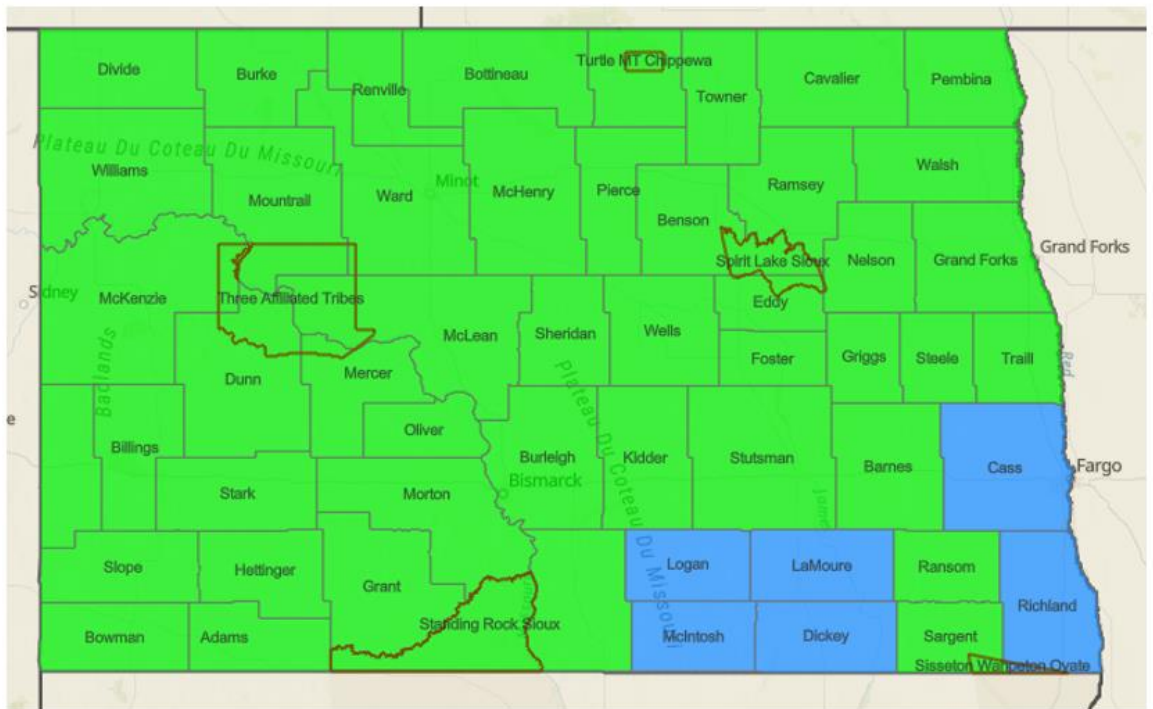 Divide
Burke
Renville
Bottineau
Turtle MT Chippewa
Towner
Cavalier
Pembina
Plateau Du Coteau Du Missouri
Williams
Mountrail
Ward
Minot
McHenry
Pierce
Benson
Ramsey
Walsh
Sidney
McKenzie
Three Affiliated Tribes
McLean
Sheridan
Wells
Spirit Lake Sioux
Eddy
Nelson
Grand Forks
Grand Forks
Badlands
Dunn
Mercer
Foster
Griggs
Steele
Traill
Red
e
Billings
Oliver
Stark
Morton
Burleigh
Bismarck
Kidder
Plateau Du Coteau Du Missouri
Stutsman
Barnes
Cass
Fargo
Slope
Hettinger
Grant
Logan
LaMoure
Ransom
Richland
Bowman
Adams
Standing Rock Sioux
McIntosh
Dickey
Sargent
Sisseton Wahpeton Oyate